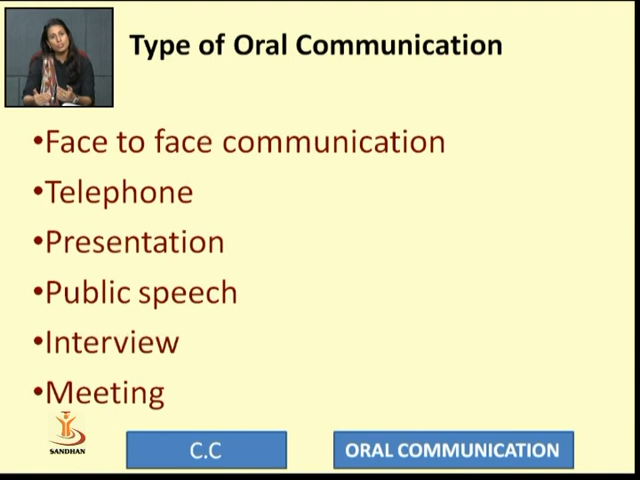 Type of Oral Communication
•Face to face communication
•Telephone
•Presentation
•Public speech
•Interview
•Meeting
SANDHAN
C.C
ORAL COMMUNICATION